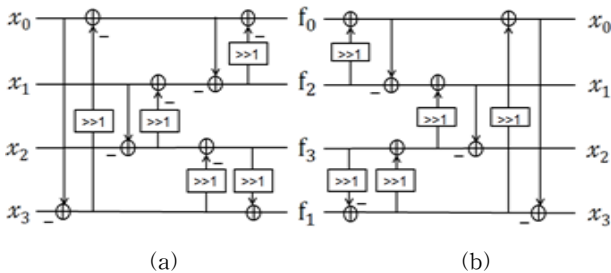 x₀ − − f₀ x₀
>>1 >>1
x₁ − − f₂ − x₁
>>1 >>1 >>1 >>1
x₂ − − f₃ − x₂
>>1 >>1 >>1 >>1
x₃ − f₁ − − x₃
(a) (b)